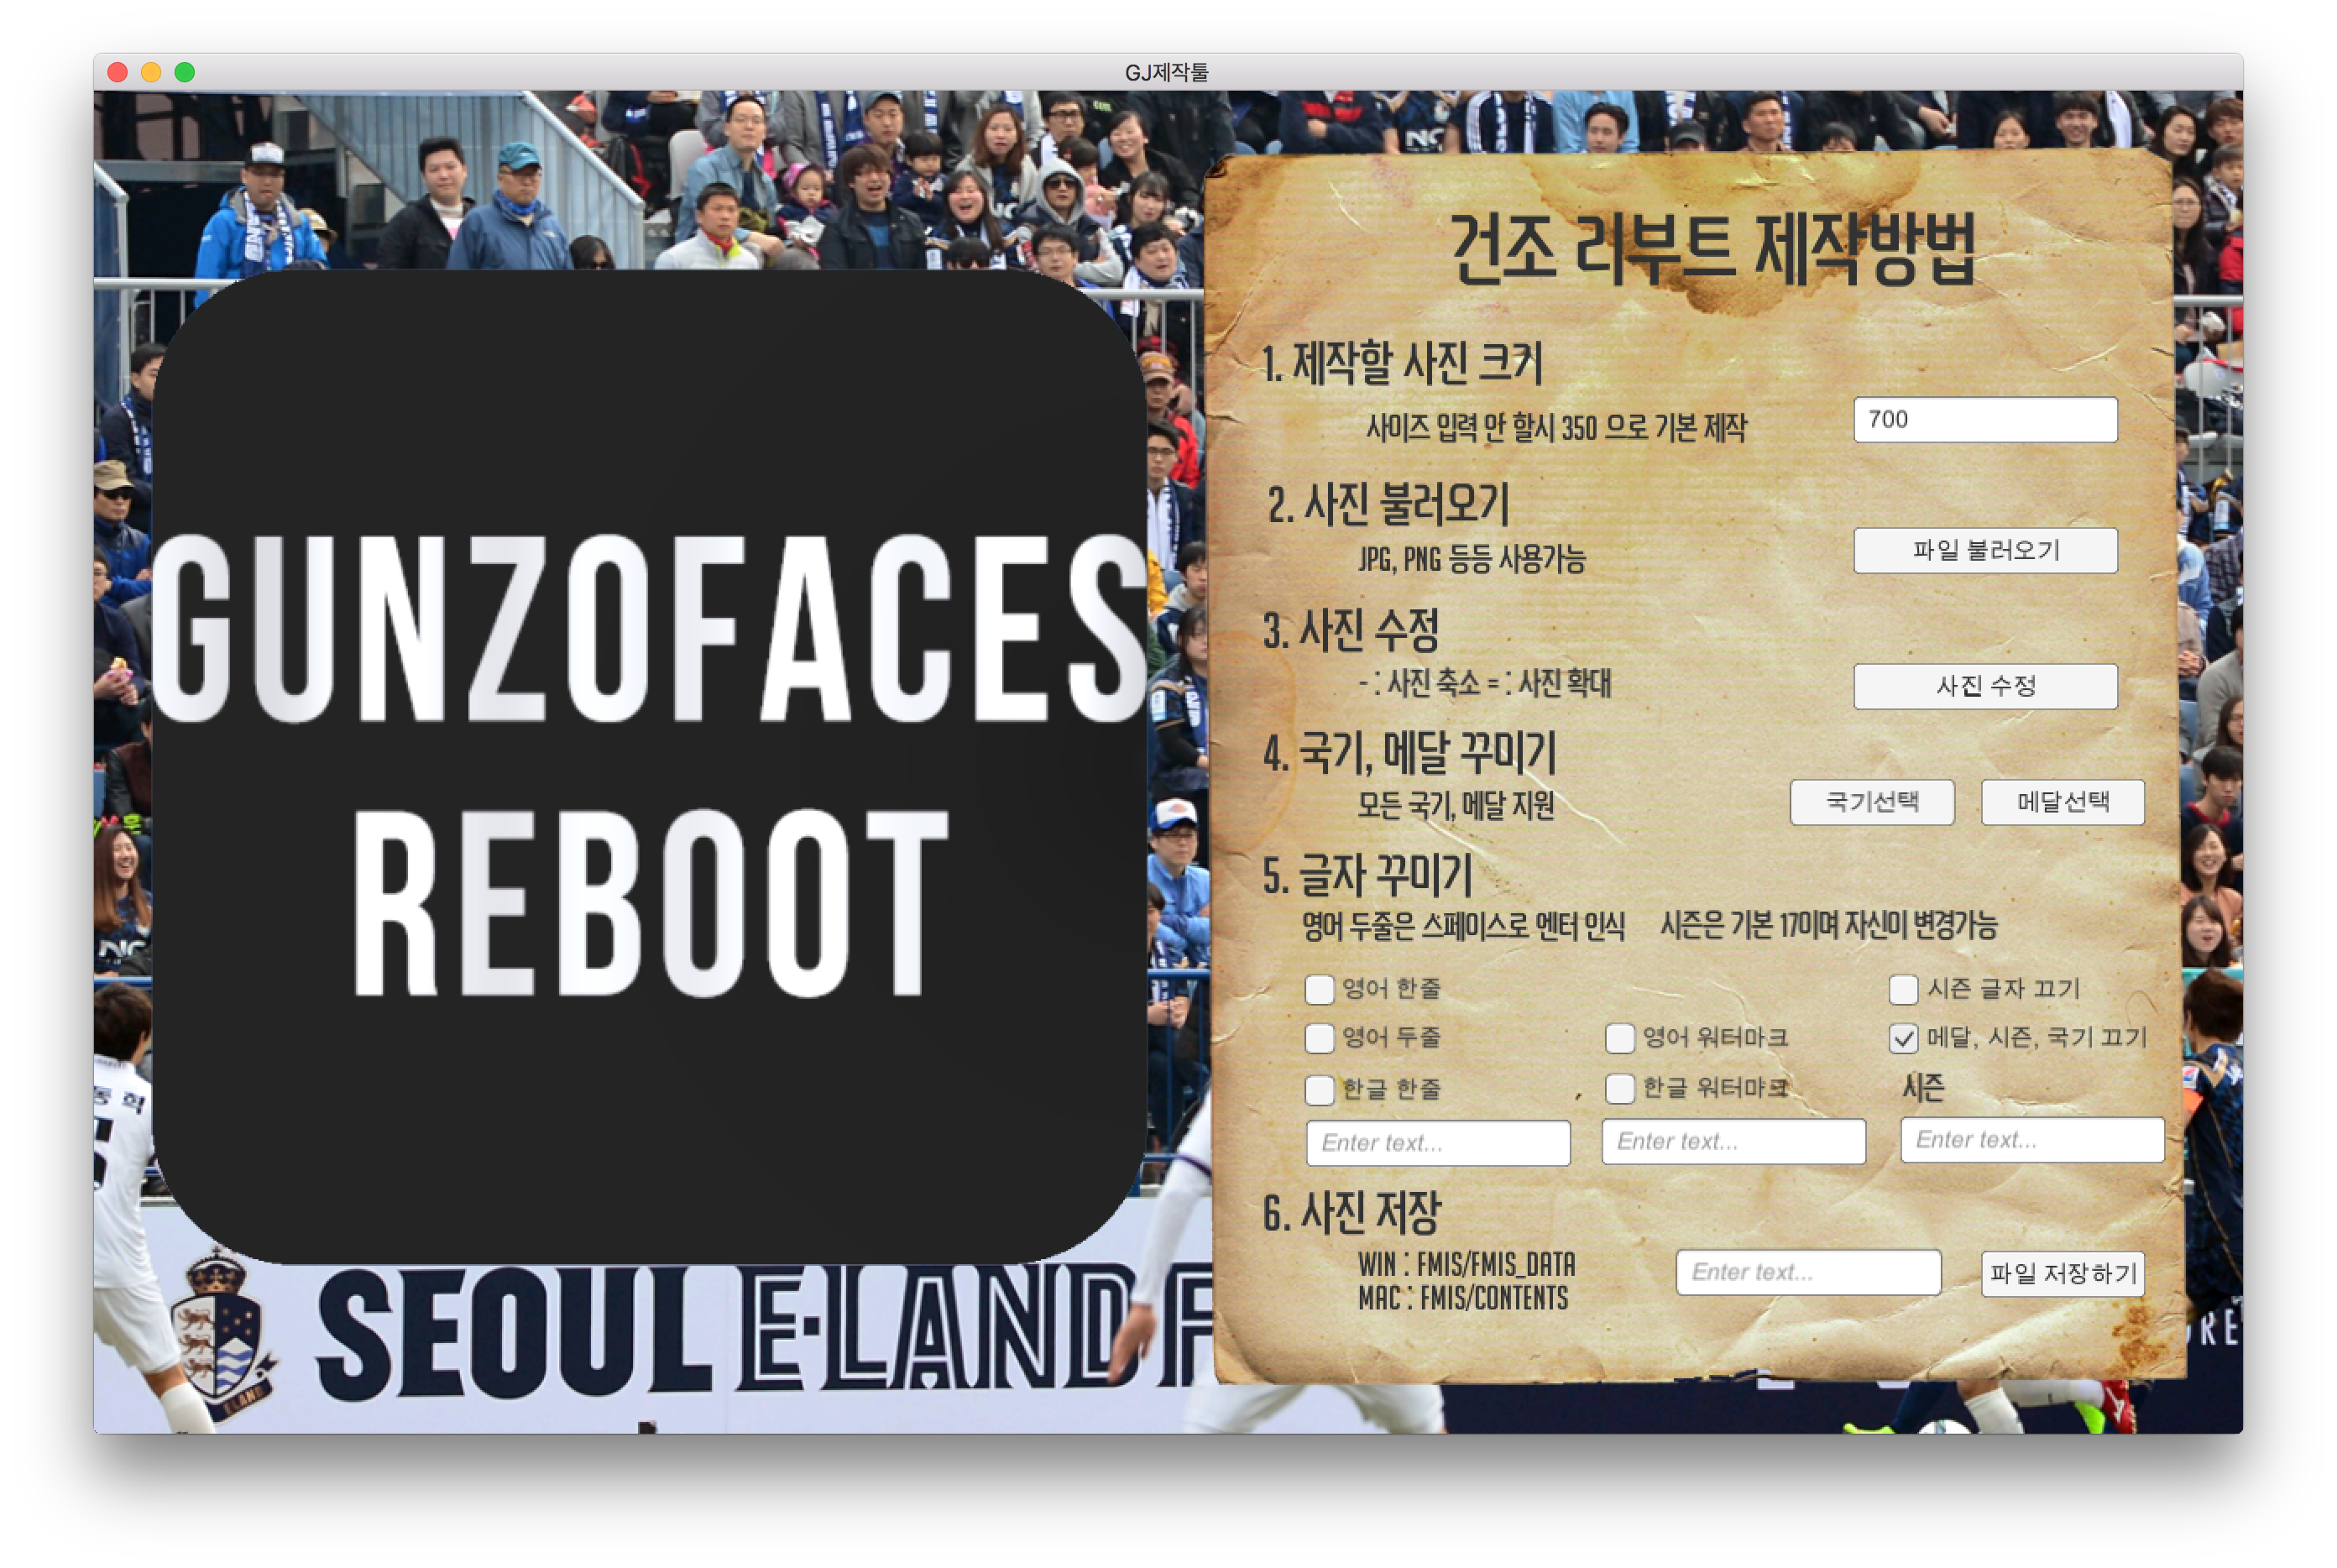 GJ제작툴
GUNZOFACES
REBOOT
SEOUL E·LAND F
ELAND
건조 리부트 제작방법
1. 제작할 사진 크기
사이즈 입력 안 할시 350 으로 기본 제작
700
2. 사진 불러오기
JPG, PNG 등등 사용가능
파일 불러오기
3. 사진 수정
- : 사진 축소 = : 사진 확대
사진 수정
4. 국기, 메달 꾸미기
모든 국기, 메달 지원
국기선택 메달선택
5. 글자 꾸미기
영어 두줄은 스페이스로 엔터 인식 시즌은 기본 17이며 자신이 변경가능
영어 한줄 시즌 글자 끄기
영어 두줄 영어 워터마크 메달, 시즌, 국기 끄기
한글 한줄 한글 워터마크 시즌
Enter text... Enter text... Enter text...
6. 사진 저장
WIN : FMIS/FMIS_DATA
MAC : FMIS/CONTENTS
Enter text... 파일 저장하기